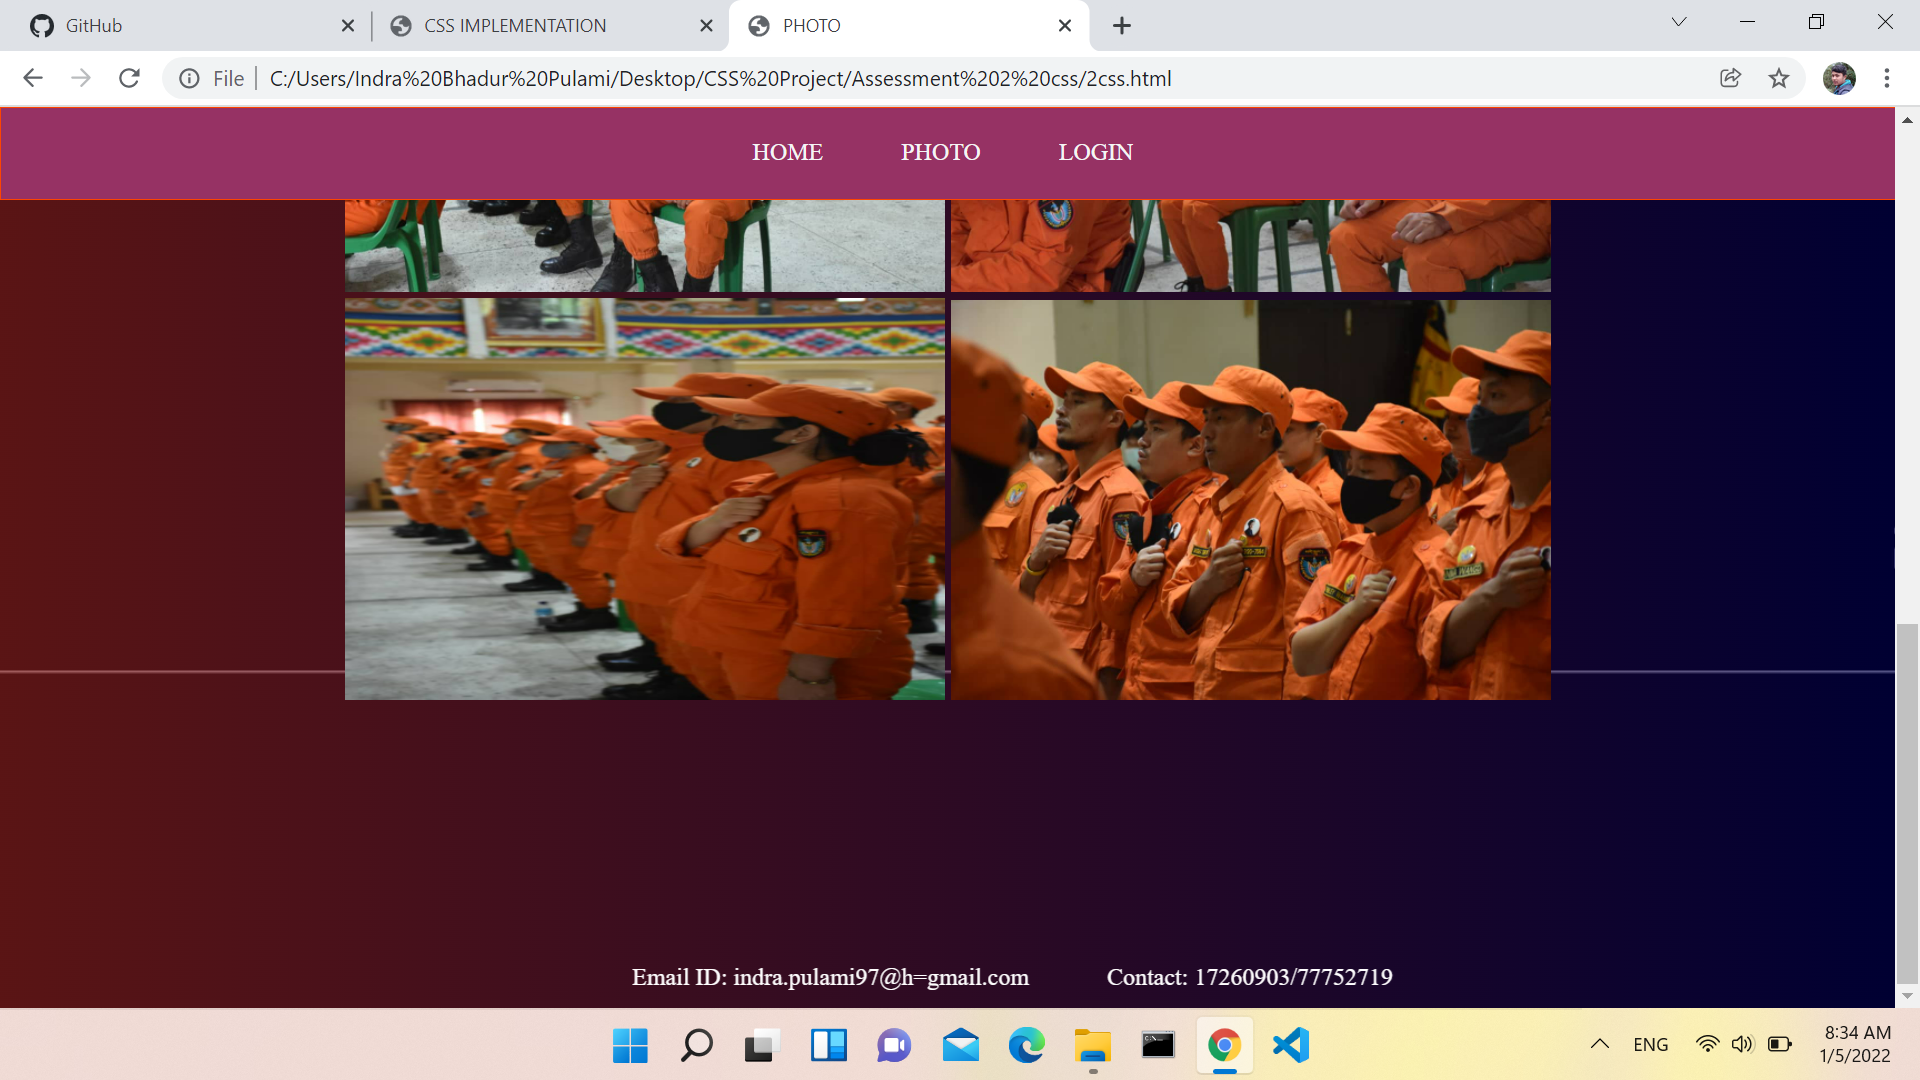 GitHub
CSS IMPLEMENTATION
PHOTO
File
C:/Users/Indra%20Bhadur%20Pulami/Desktop/CSS%20Project/Assessment%202%20css/2css.html
HOME PHOTO LOGIN
Email ID: indra.pulami97@h=gmail.com Contact: 17260903/77752719
ENG
8:34 AM
1/5/2022